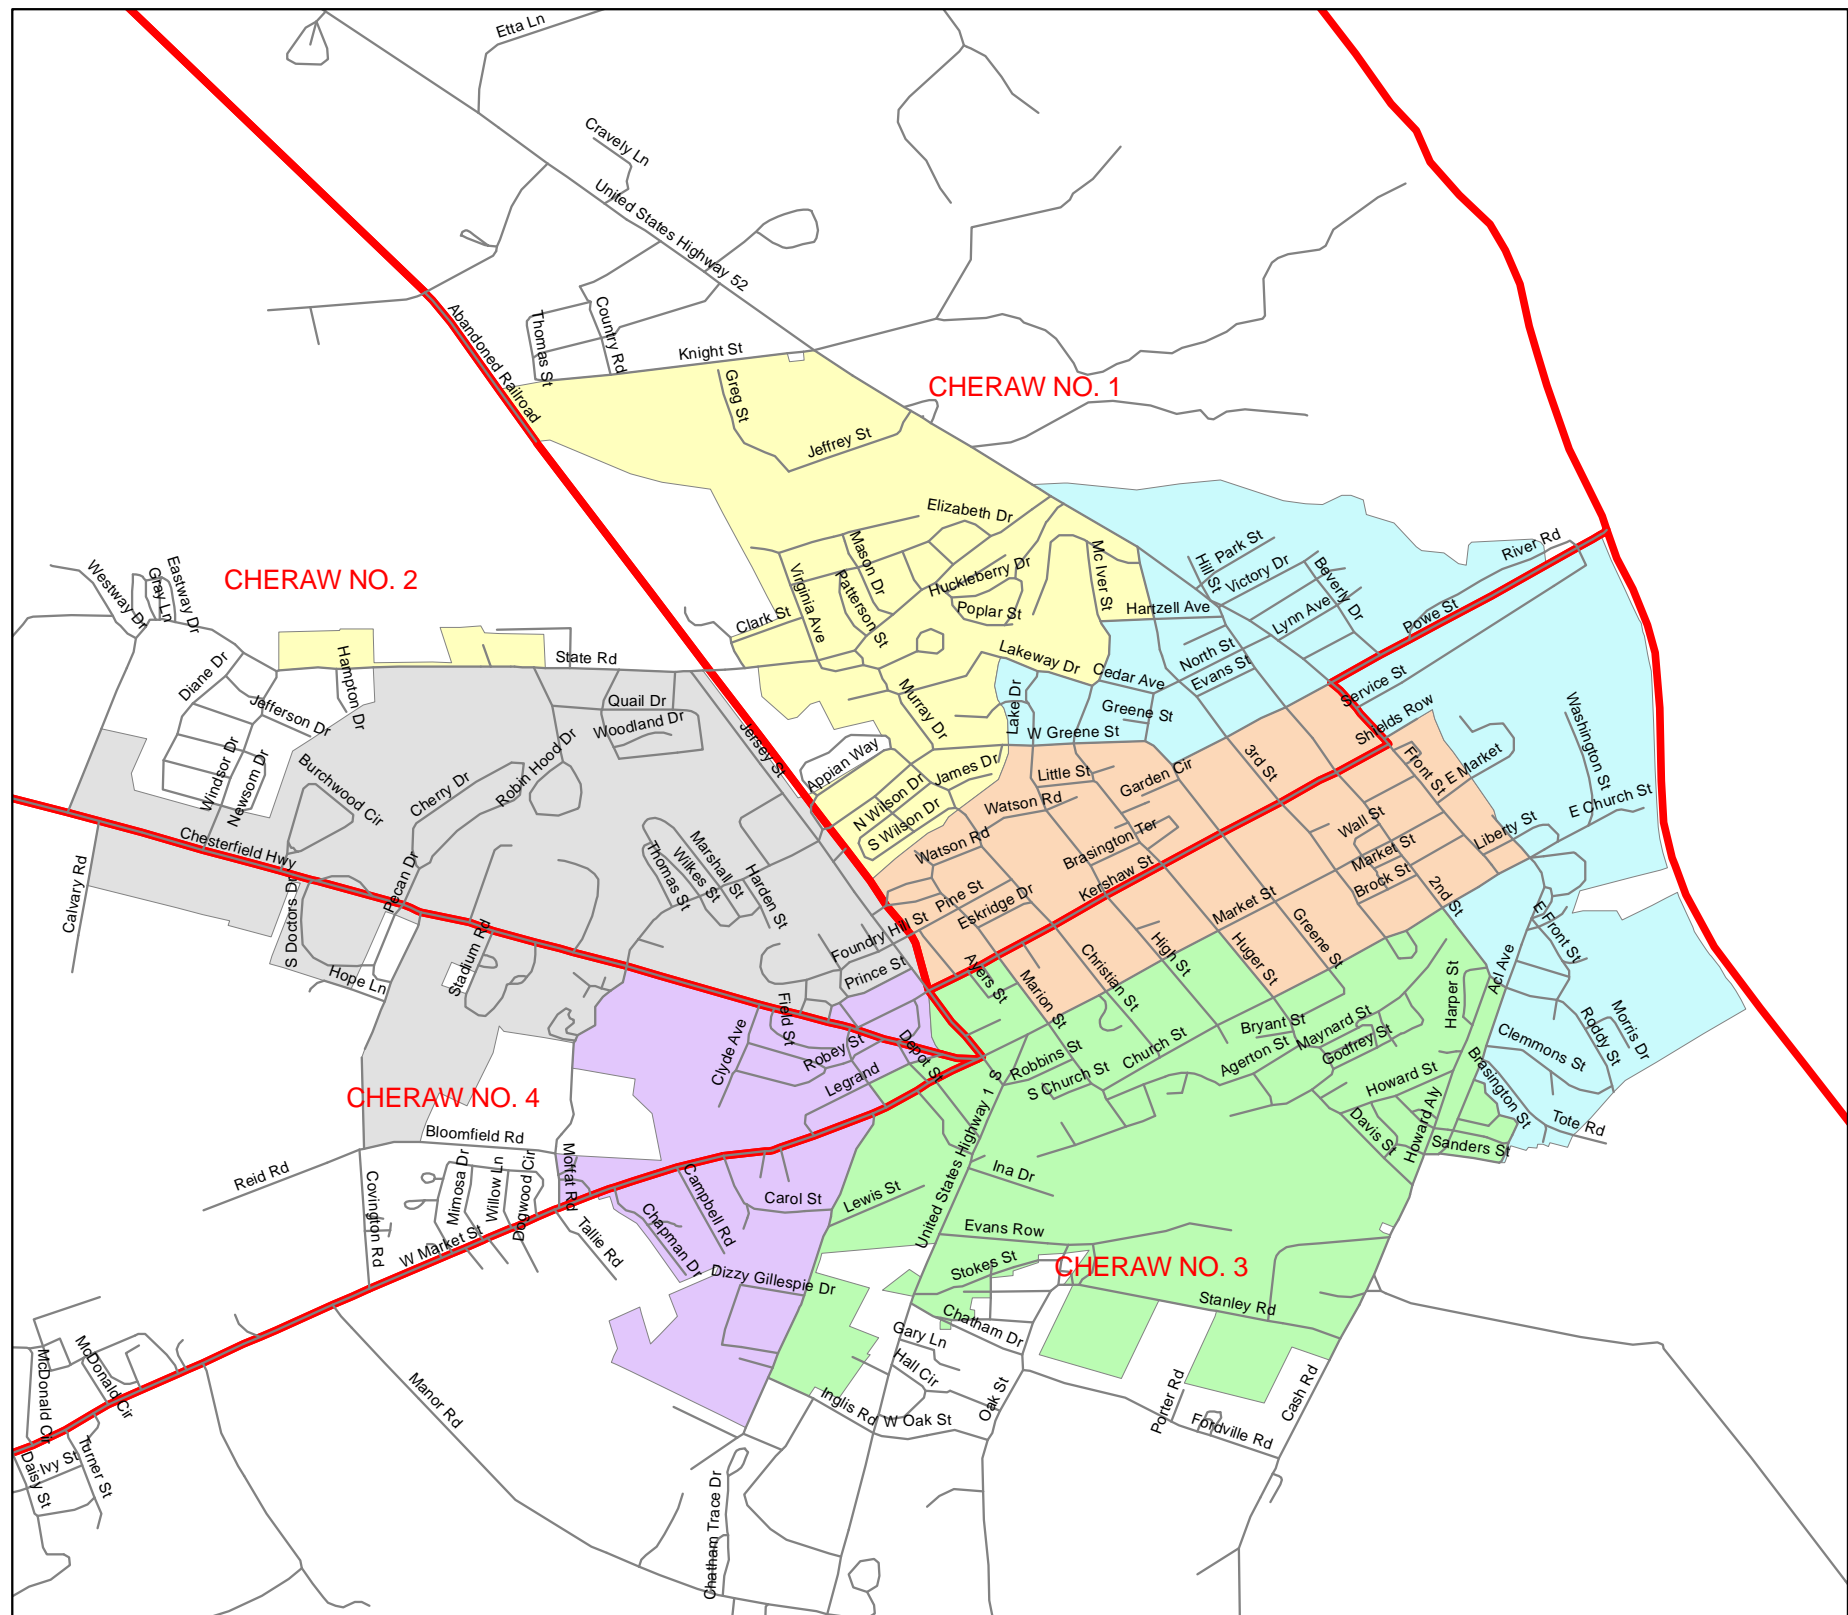 Etta Ln
Cravely Ln
United States Highway 52
Abandoned Railroad
Thomas St
Country Rd
Knight St
CHERAW NO. 1
Greg St
Jeffrey St
Elizabeth Dr
Mason Dr
Virginia Ave
Patterson St
Huckleberry Dr
Poplar St
Mc Iver St
Clark St
H Hill St
Park St
Victory Dr
Beverly Dr
River Rd
Hartzell Ave
Lynn Ave
Powe St
Eastway Dr
Gray Ln
Westway Dr
CHERAW NO. 2
Hampton Dr
State Rd
Diane Dr
Jefferson Dr
Quail Dr
Woodland Dr
Lakeway Dr
Cedar Ave
North St
Evans St
Service St
Shields Row
Washington St
Murray Dr
Lake Dr
Greene St
W Greene St
Jersey St
Appian Way
Windsor Dr
Newsom Dr
Burchwood Cir
Cherry Dr
Robin Hood Dr
James Dr
N Wilson Dr
S Wilson Dr
Little St
Watson Rd
Garden Cir
3rd St
Front St
E Market
E Church St
Wall St
Liberty St
Chesterfield Hwy
Calvary Rd
S Doctors Dr
Pecan Dr
Marshall St
Wilkes St
Thomas St
Harden St
Watson Rd
Brasington Ter
Kershaw St
Market St
Brock St
2nd St
Pine St
Eskridge Dr
Foundry Hill St
Market St
Greene St
Huger St
High St
E Front St
Hope Ln
Stadium Rd
Prince St
Field St
Ayers St
Marion St
Christian St
Acl Ave
Harper St
Clyde Ave
Robey St
Depot St
Legrand
Robbins St
S Church St
Church St
Bryant St
Maynard St
Godfrey St
Agerton St
Roddy St
Morris Dr
Clemmons St
Brasington St
Tote Rd
CHERAW NO. 4
Howard St
Howard Aly
Davis St
Sanders St
Bloomfield Rd
Reid Rd
Covington Rd
Mimosa Dr
Willow Ln
Dogwood Cir
Moffat Rd
W Market St
Tallie Rd
Chapman Dr
Campbell Rd
Carol St
Lewis St
United States Highway 1 S
Ina Dr
Evans Row
Stokes St
CHERAW NO. 3
Dizzy Gillespie Dr
Stanley Rd
Chatham Dr
Gary Ln
Hall Cir
McDonald Cir
McDonald Cir
Manor Rd
Inglis Rd
W Oak St
Oak St
Porter Rd
Fordville Rd
Cash Rd
Ivy St
Daisy St
Turner St
Chatham Trace Dr